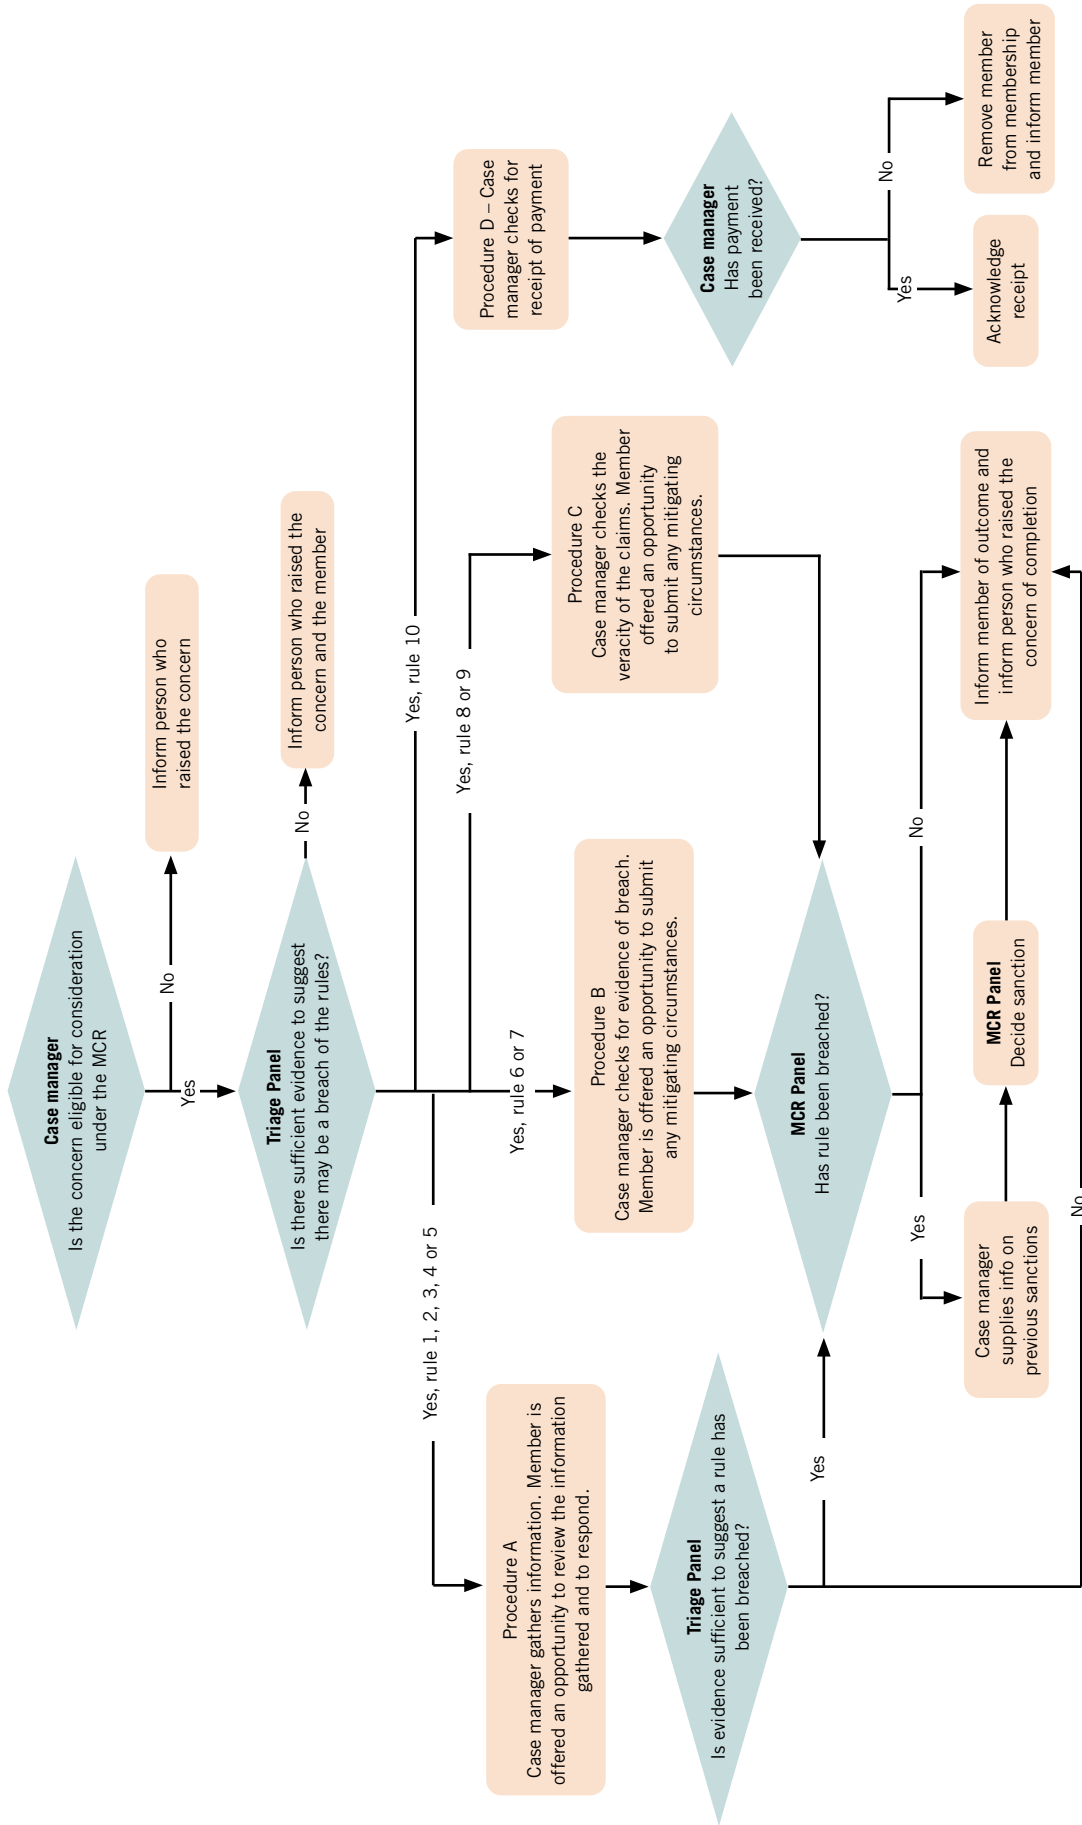 Case manager
Is the concern eligible for consideration
under the MCR
No
Inform person who
raised the concern
Yes
Triage Panel
Is there sufficient evidence to suggest
there may be a breach of the rules?
No
Inform person who raised the
concern and the member
Yes, rule 1, 2, 3, 4 or 5
Yes, rule 6 or 7
Yes, rule 8 or 9
Yes, rule 10
Procedure A
Case manager gathers information. Member is
offered an opportunity to review the information
gathered and to respond.
Procedure B
Case manager checks for evidence of breach.
Member is offered an opportunity to submit
any mitigating circumstances.
Procedure C
Case manager checks the
veracity of the claims. Member
offered an opportunity
to submit any mitigating
circumstances.
Procedure D – Case
manager checks for
receipt of payment
Triage Panel
Is evidence sufficient to suggest a rule has
been breached?
Yes
MCR Panel
Has rule been breached?
Case manager
Has payment
been received?
Yes
No
Yes
No
Case manager
supplies info on
previous sanctions
MCR Panel
Decide sanction
Inform member of outcome and
inform person who raised the
concern of completion
Acknowledge
receipt
Remove member
from membership
and inform member
No